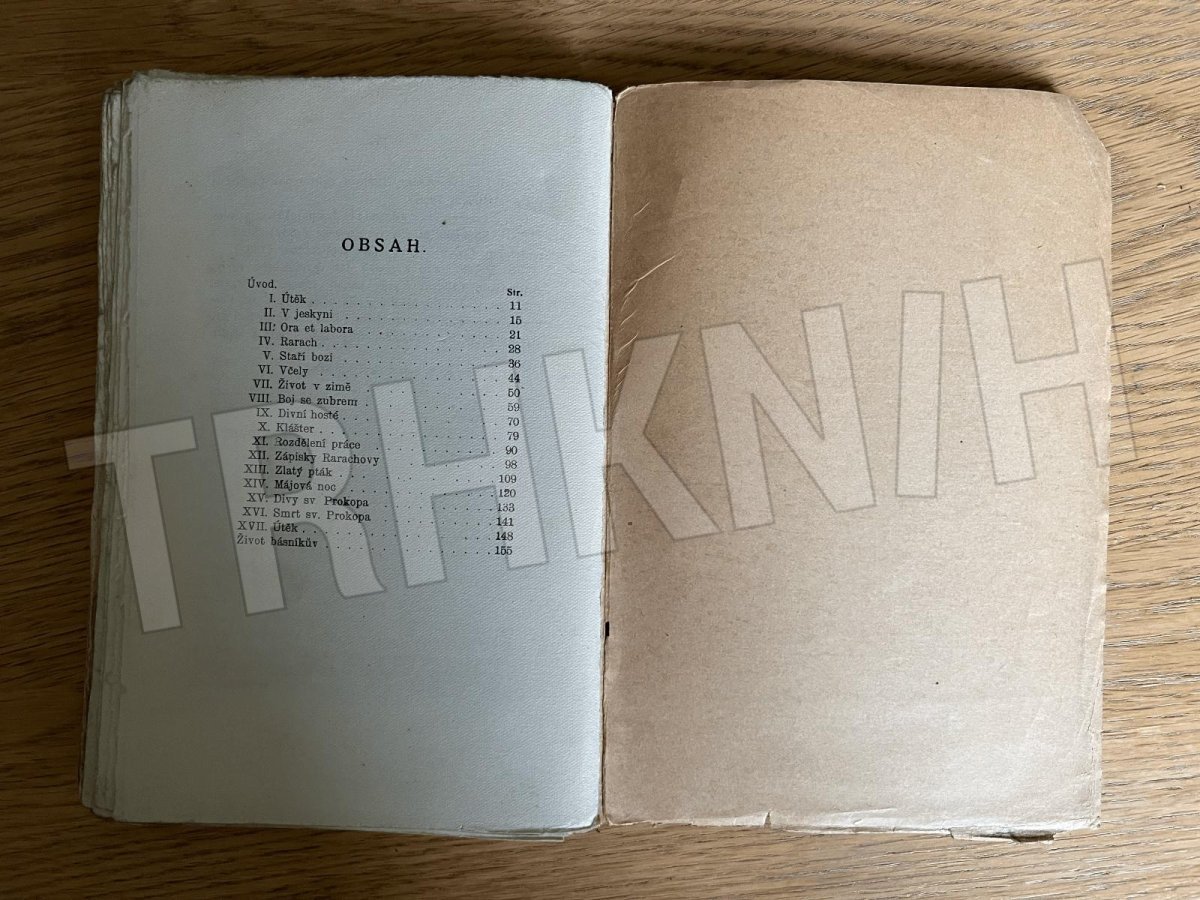 OBSAH.
Úvod. Str.
I. Útěk . . . . . . . . . . . . . . 11
II. V jeskyni . . . . . . . . . . . . 15
III. Ora et labora . . . . . . . . . . 21
IV. Rarach . . . . . . . . . . . . . 28
V. Staří bozi . . . . . . . . . . . . 36
VI. Včely . . . . . . . . . . . . . . 44
VII. Život v zimě . . . . . . . . . . 50
VIII. Boj se zubrem . . . . . . . . . 59
IX. Divní hosté . . . . . . . . . . . 70
X. Klášter . . . . . . . . . . . . . 79
XI. Rozdělení práce . . . . . . . . . 90
XII. Zápisky Rarachovy . . . . . . . . 98
XIII. Zlatý pták . . . . . . . . . . . 109
XIV. Májová noc . . . . . . . . . . . 120
XV. Divy sv. Prokopa . . . . . . . . . 133
XVI. Smrt sv. Prokopa . . . . . . . . 141
XVII. Útěk . . . . . . . . . . . . . . 148
Život básníkův . . . . . . . . . . . . 155
TRHKNIH